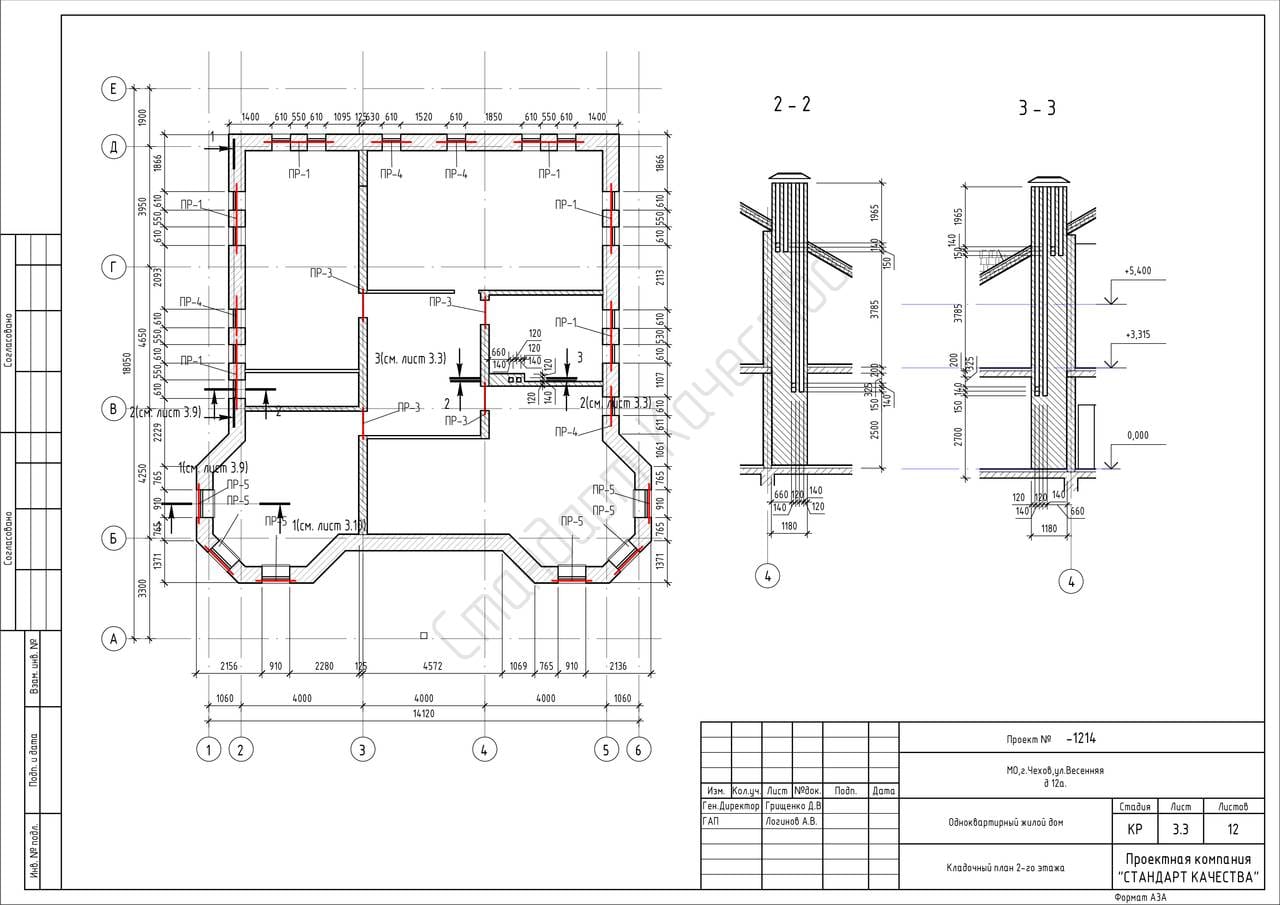 2 - 2
3 - 3
Е
Д
Г
В
Б
А
1900
3950
4650
4250
3300
18050
1866
610
550
610
2093
610
530
610
610
2229
765
910
765
1371
1400
610
550
610
1095
125
630
610
1520
610
1850
610
550
610
1400
1866
610
550
610
2113
610
530
610
1107
610
611
1061
765
910
765
1371
1
ПР-1
ПР-4
ПР-4
ПР-1
ПР-1
ПР-1
ПР-3
ПР-3
ПР-4
ПР-1
3(см. лист 3.3)
3
660
140
120
120
140
120
120
140
ПР-1
2
2
2(см. лист 3.9)
ПР-3
ПР-3
2(см. лист 3.3)
ПР-4
1(см. лист 3.9)
ПР-5
ПР-5
ПР-5
1(см. лист 3.10)
ПР-5
ПР-5
ПР-5
2156
910
2280
125
4572
1069
765
910
2136
1060
4000
4000
4000
1060
14120
1
2
3
4
5
6
1965
140
150
3785
200
325
150
140
2500
660
120
140
140
120
1180
4
1965
140
150
3785
200
325
140
150
2700
+5,400
+3,315
0,000
120
120
140
140
660
1180
4
Стандарт Качества
Согласовано
Согласовано
Взам. инв. №
Подп. и дата
Инв. № подл.
Изм.
Кол.уч.
Лист
№док.
Подп.
Дата
Ген.Директор
Грищенко Д.В
ГАП
Логинов А.В.
Проект № -1214
МО,г.Чехов,ул.Весенняя
д 12а.
Одноквартирный жилой дом
Стадия
Лист
Листов
КР
3.3
12
Кладочный план 2-го этажа
Проектная компания
"СТАНДАРТ КАЧЕСТВА"
Формат А3А